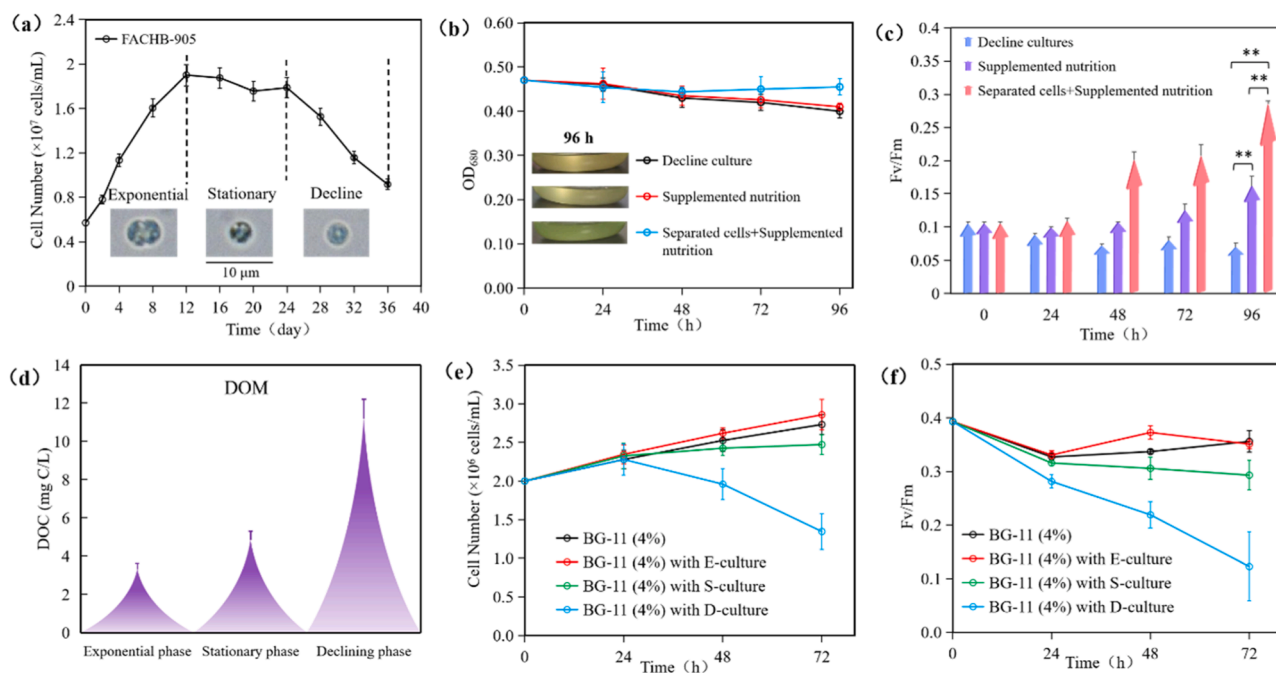 (a)
Cell Number (×10⁷ cells/mL)
2.4
2.0
1.6
1.2
0.8
0.4
0
FACHB-905
Exponential
Stationary
Decline
10 μm
0 4 8 12 16 20 24 28 32 36 40
Time (day)
(b)
OD₆₈₀
0.60
0.50
0.40
0.30
0.20
0.10
0.00
96 h
Decline culture
Supplemented nutrition
Separated cells+Supplemented
nutrition
0 24 48 72 96
Time (h)
(c)
Fv/Fm
0.4
0.35
0.3
0.25
0.2
0.15
0.1
0.05
0
Decline cultures
Supplemented nutrition
Separated cells+Supplemented nutrition
**
**
**
0 24 48 72 96
Time (h)
(d)
DOM
DOC (mg C/L)
14
12
10
8
6
4
2
0
Exponential phase Stationary phase Declining phase
(e)
Cell Number (×10⁶ cells/mL)
3.5
3.0
2.5
2.0
1.5
1.0
0.5
0.0
BG-11 (4%)
BG-11 (4%) with E-culture
BG-11 (4%) with S-culture
BG-11 (4%) with D-culture
0 24 48 72
Time (h)
(f)
Fv/Fm
0.5
0.4
0.3
0.2
0.1
0.0
BG-11 (4%)
BG-11 (4%) with E-culture
BG-11 (4%) with S-culture
BG-11 (4%) with D-culture
0 24 48 72
Time (h)